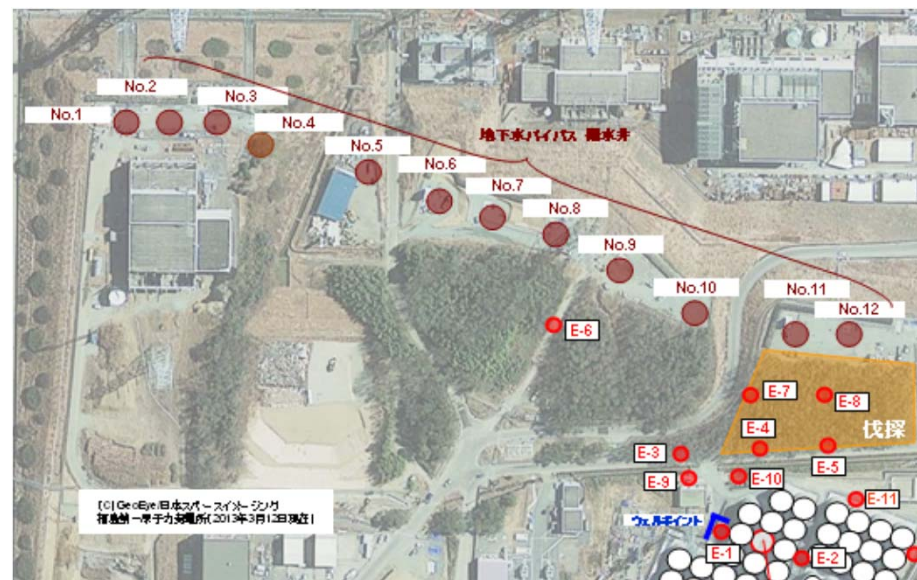 No.2
No.3
No.1
No.4
地下水バイパス 揚水井
No.5
No.6
No.7
No.8
No.9
No.10
No.11
No.12
E-6
E-7
E-8
伐採
E-4
E-3
E-5
E-9
E-10
E-11
(C)GeoEye/日本スペースイメージング
福島第一原子力発電所(2013年3月12日現在)
ウェルポイント
E-1
E-2